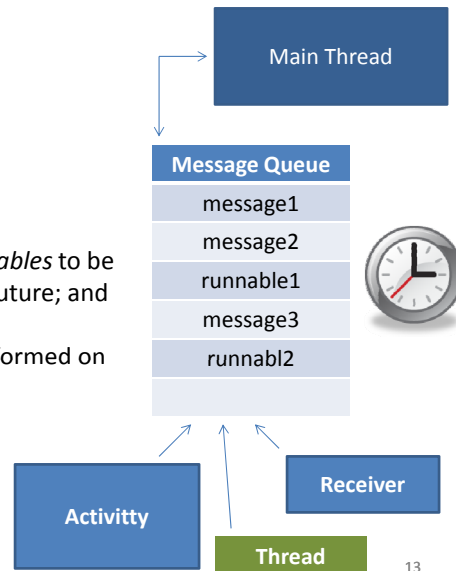 Main Thread
Message Queue
message1
message2
ables to be
runnable1
uture; and
message3
formed on
runnabl2
Receiver
Activitty
Thread
13